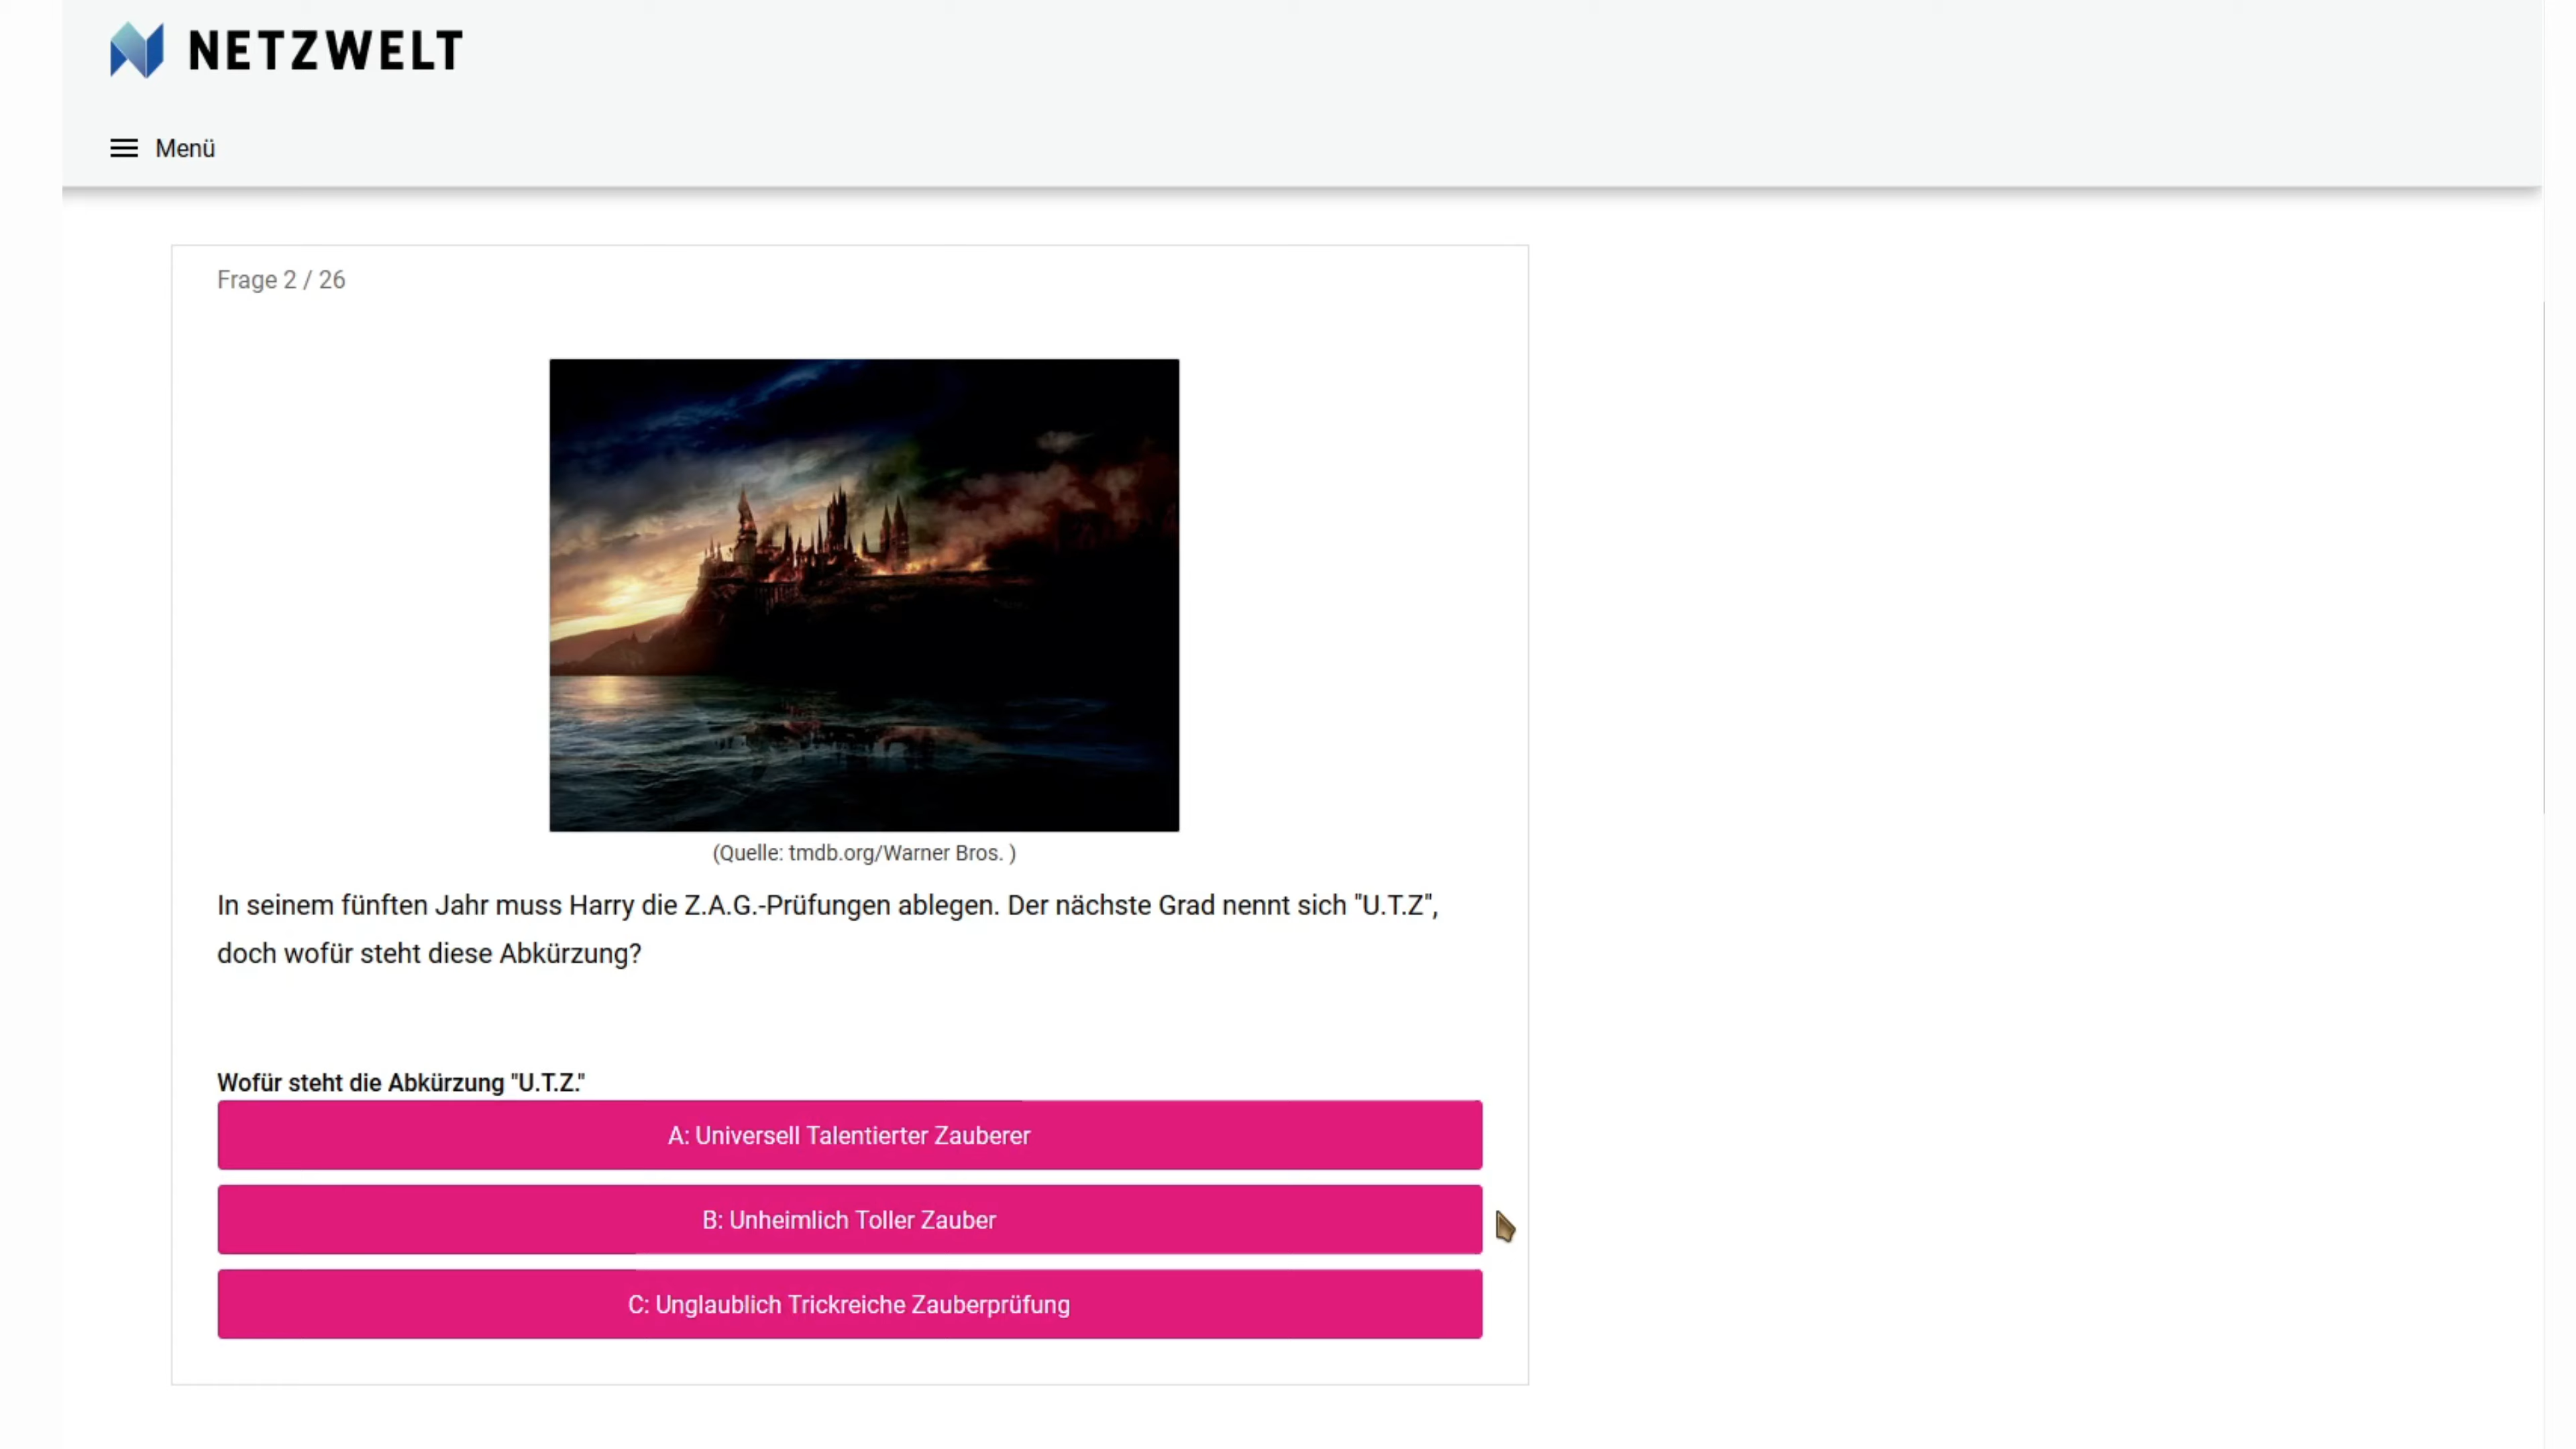 NETZWELT
Menü
Frage 2 / 26
(Quelle: tmdb.org/Warner Bros. )
In seinem fünften Jahr muss Harry die Z.A.G.-Prüfungen ablegen. Der nächste Grad nennt sich "U.T.Z",
doch wofür steht diese Abkürzung?
Wofür steht die Abkürzung "U.T.Z."
A: Universell Talentierter Zauberer
B: Unheimlich Toller Zauber
C: Unglaublich Trickreiche Zauberprüfung